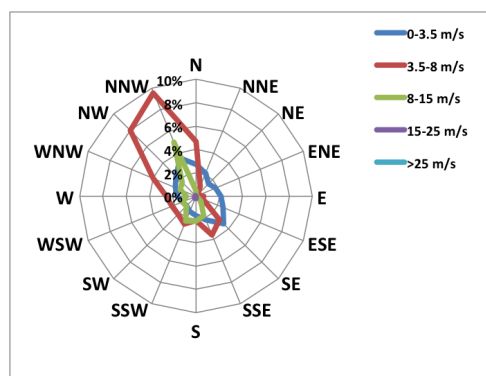 0-3.5 m/s
3.5-8 m/s
8-15 m/s
15-25 m/s
>25 m/s
N
NNE
NE
ENE
E
ESE
SE
SSE
S
SSW
SW
WSW
W
WNW
NW
NNW
10%
8%
6%
4%
2%
0%